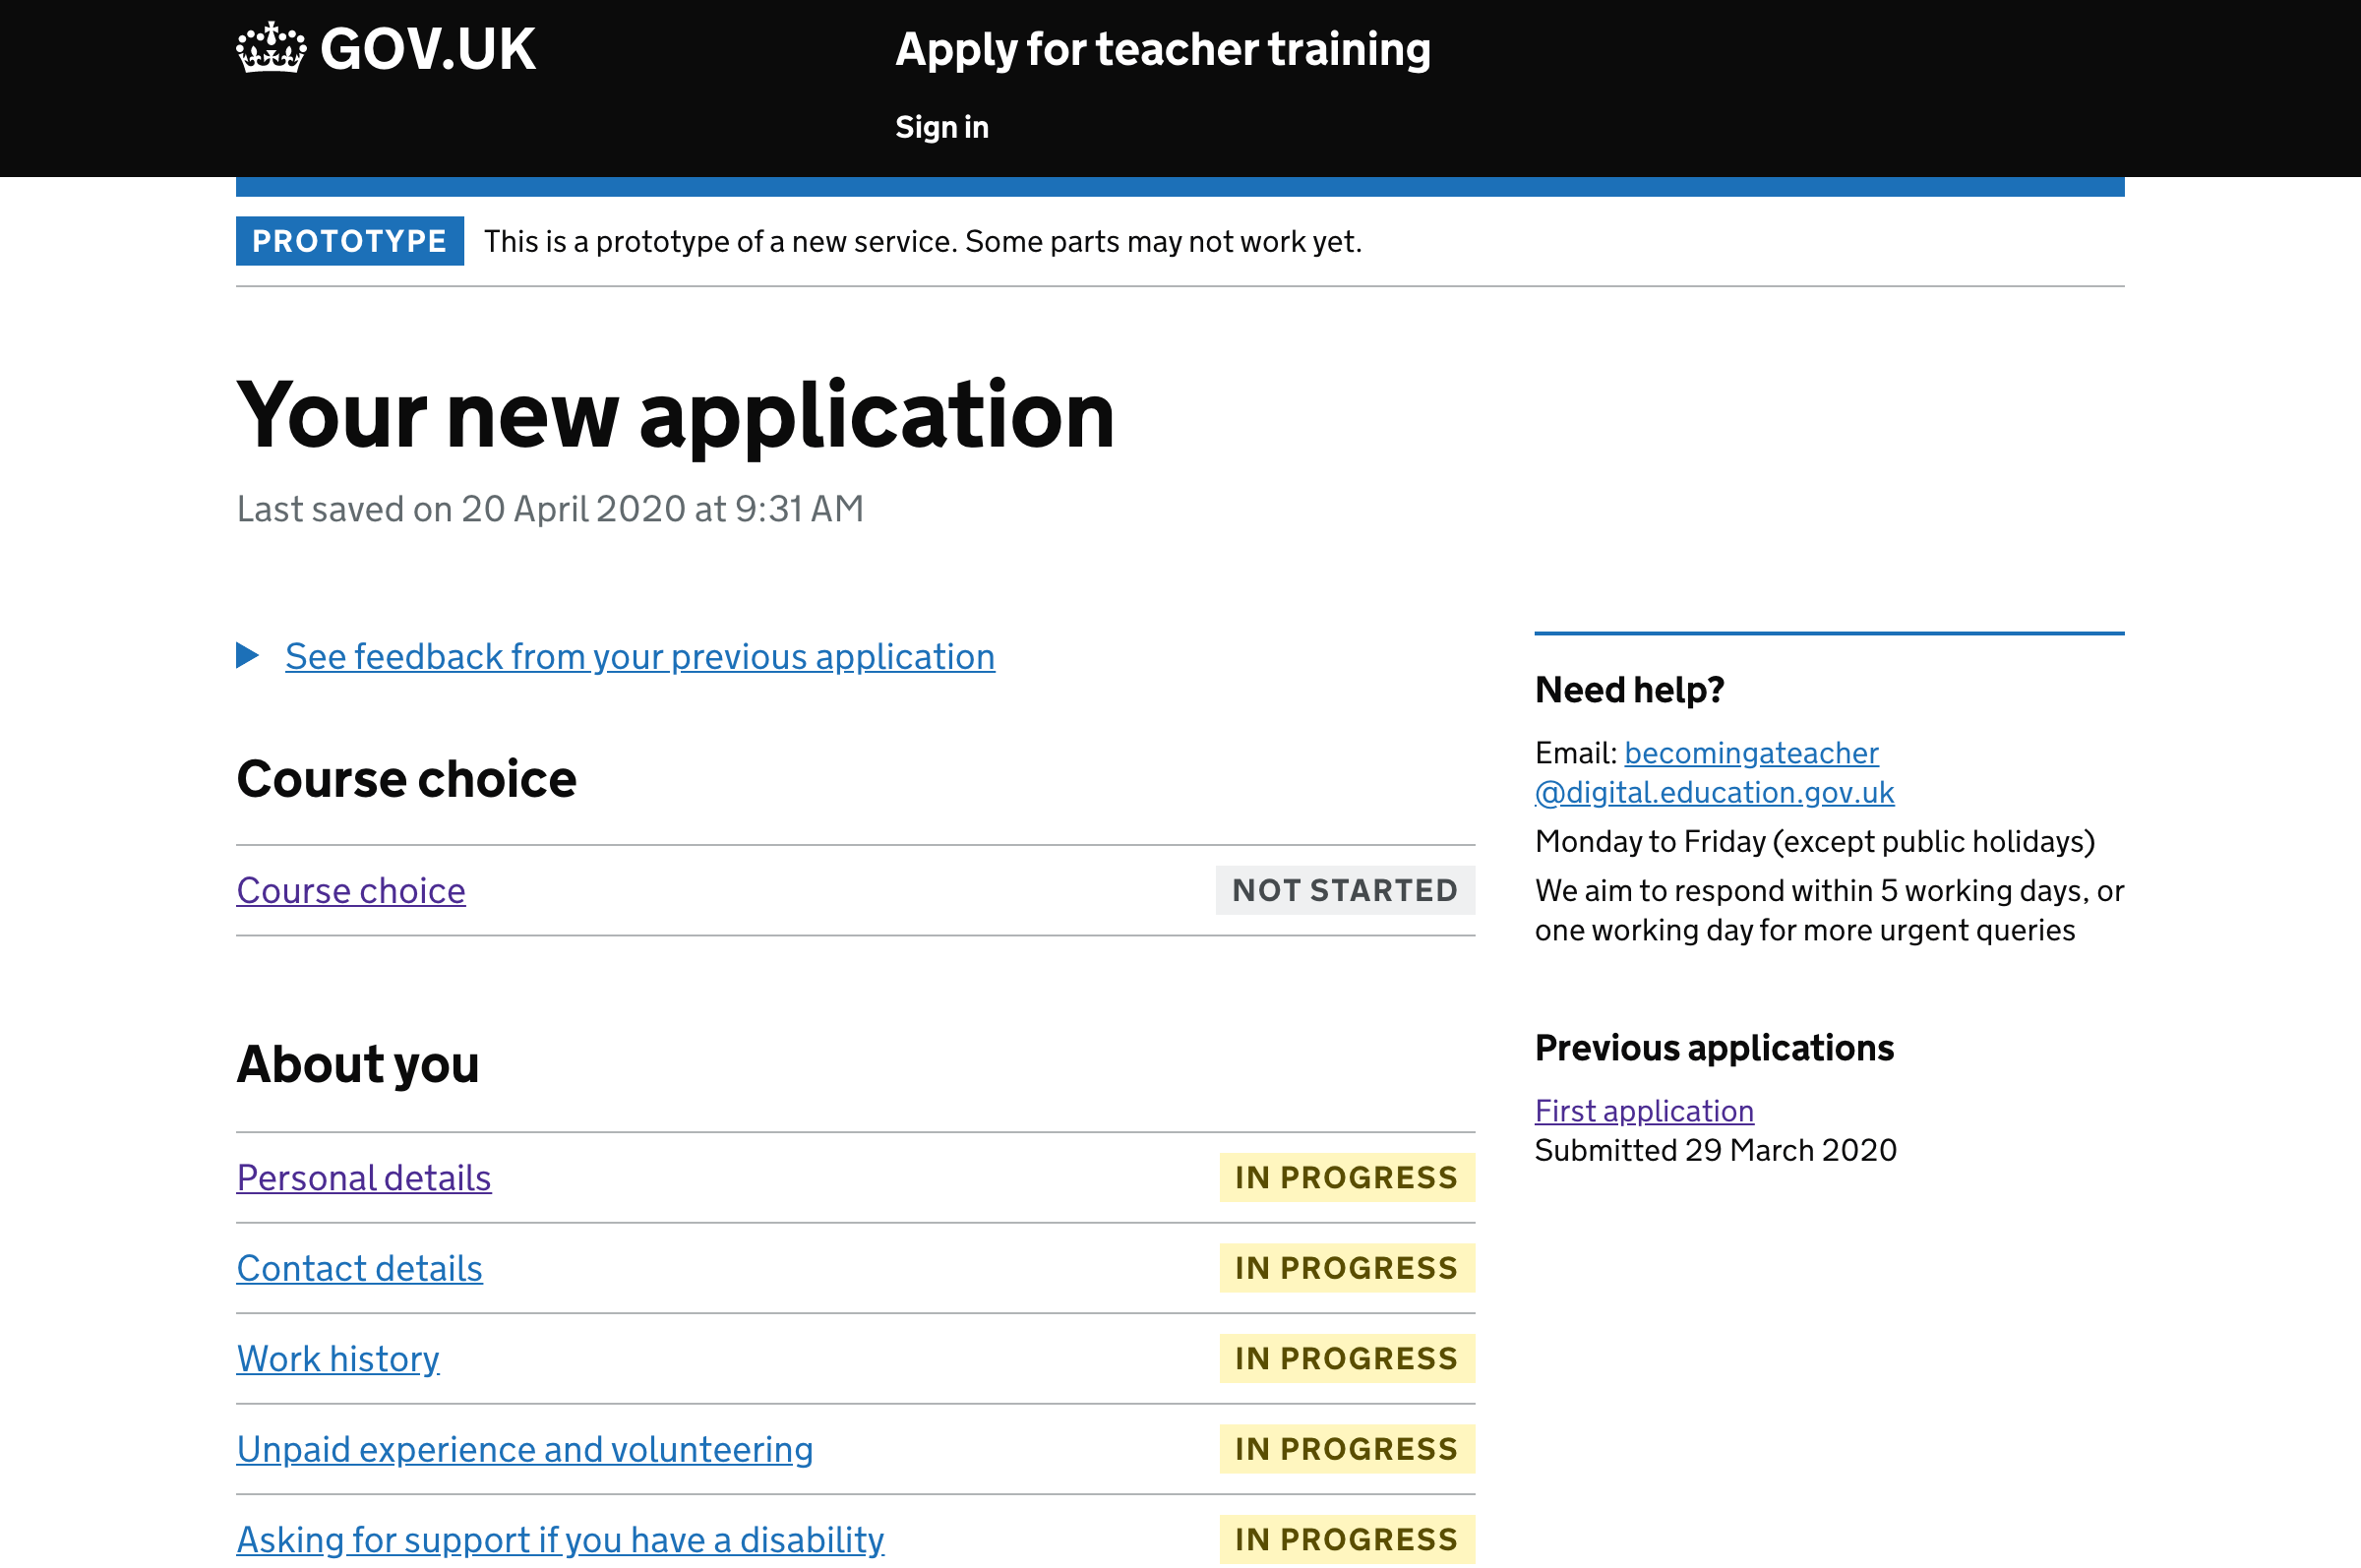 GOV.UK
Apply for teacher training
Sign in
PROTOTYPE This is a prototype of a new service. Some parts may not work yet.
Your new application
Last saved on 20 April 2020 at 9:31 AM
See feedback from your previous application
Course choice
Course choice NOT STARTED
About you
Personal details IN PROGRESS
Contact details IN PROGRESS
Work history IN PROGRESS
Unpaid experience and volunteering IN PROGRESS
Asking for support if you have a disability IN PROGRESS
Need help?
Email: becomingateacher
@digital.education.gov.uk
Monday to Friday (except public holidays)
We aim to respond within 5 working days, or
one working day for more urgent queries
Previous applications
First application
Submitted 29 March 2020